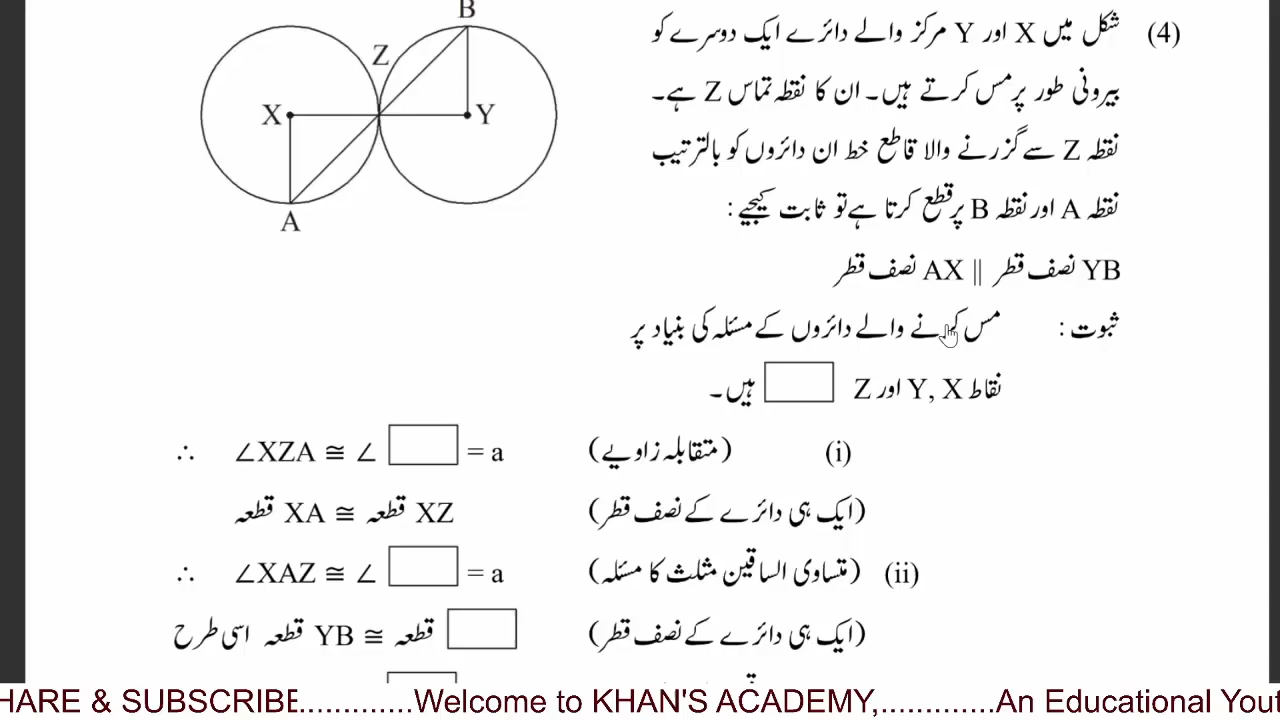 (4) شکل میں X اور Y مرکز والے دائرے ایک دوسرے کو
بیرونی طور پر مس کرتے ہیں۔ ان کا نقطہ تماس Z ہے۔
نقطہ Z سے گزرنے والا قاطع خط ان دائروں کو بالترتیب
نقطہ A اور نقطہ B پر قطع کرتا ہے تو ثابت کیجیے :
نصف قطر AX || نصف قطر YB
B
Z
X
Y
A
ثبوت : مس کرنے والے دائروں کے مسئلہ کی بنیاد پر
نقاط Y, X اور Z ہیں۔
∴ ∠XZA ≅ ∠ = a (متقابلہ زاویے) (i)
قطعہ XA ≅ قطعہ XZ (ایک ہی دائرے کے نصف قطر)
∴ ∠XAZ ≅ ∠ = a (متساوی الساقین مثلث کا مسئلہ) (ii)
اسی طرح قطعہ YB ≅ قطعہ (ایک ہی دائرے کے نصف قطر)
HARE & SUBSCRIBE.............Welcome to KHAN'S ACADEMY,.............An Educational